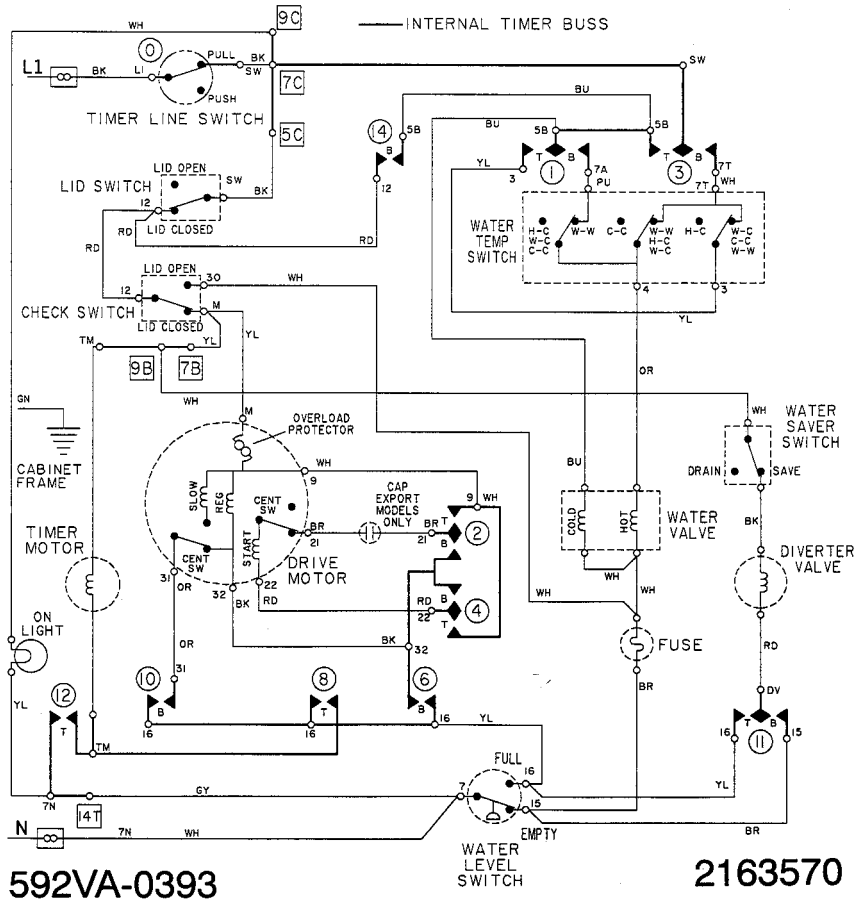 9C
INTERNAL TIMER BUSS
WH
0
PULL
BK
SW
SW
L1
BK
L1
7C
PUSH
TIMER LINE SWITCH
BU
5C
BU
5B
5B
5B
14
B
T
B
T
B
LID OPEN
YL
3
1
7A
3
7T
LID SWITCH
SW
BK
12
PU
7T
WH
12
LID CLOSED
RD
RD
RD
WATER
TEMP
SWITCH
H-C
W-C
C-C
W-W
C-C
W-W
H-C
W-C
H-C
W-C
C-C
W-W
LID OPEN
30
WH
12
CHECK SWITCH
LID CLOSED
M
4
3
YL
YL
YL
TM
9B
7B
WH
OR
GN
M
OVERLOAD
PROTECTOR
WH
WATER
SAVER
SWITCH
CABINET
FRAME
WH
9
9
WH
BU
DRAIN
SAVE
SLOW
REG
CENT
SW
CAP
EXPORT
MODELS
ONLY
T
BR
21
BR
21
2
B
COLD
HOT
WATER
VALVE
BK
TIMER
MOTOR
START
CENT
SW
DRIVE
MOTOR
DIVERTER
VALVE
31
32
22
WH
WH
OR
BK
RD
RD
22
B
4
T
WH
ON
LIGHT
FUSE
RD
OR
BK
32
BR
31
YL
12
10
8
6
DV
T
B
T
B
T
B
16
16
16
YL
16
11
15
TM
FULL
16
YL
7
GY
15
7N
14T
BR
EMPTY
N
7N
WH
WATER
LEVEL
SWITCH
592VA-0393
2163570